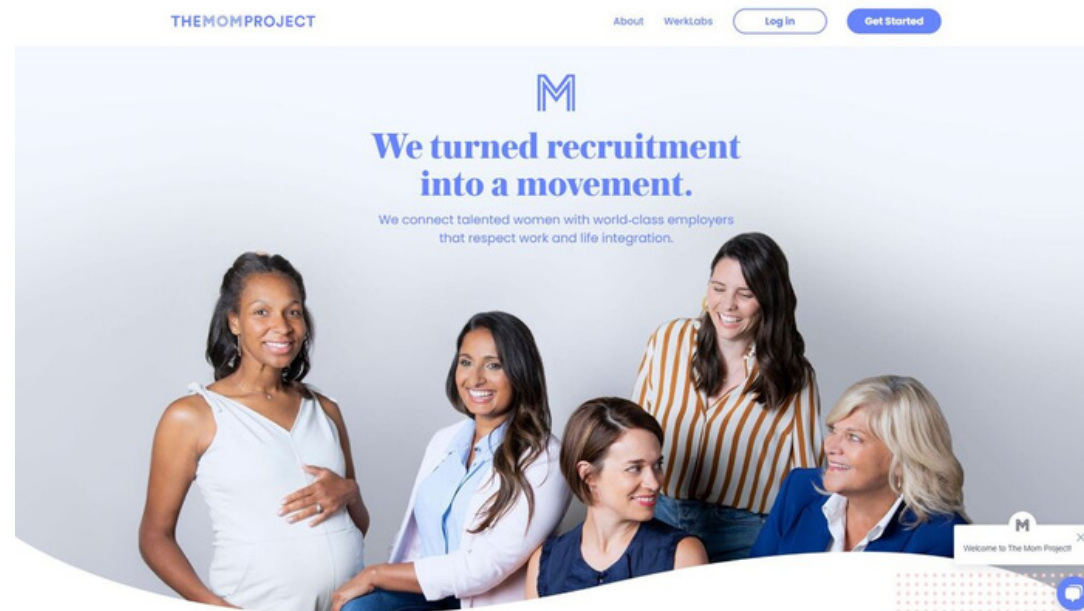 THEMOMPROJECT
About WerkLabs Log in Get Started
M
We turned recruitment
into a movement.
We connect talented women with world-class employers
that respect work and life integration.
M
Welcome to The Mom Project!